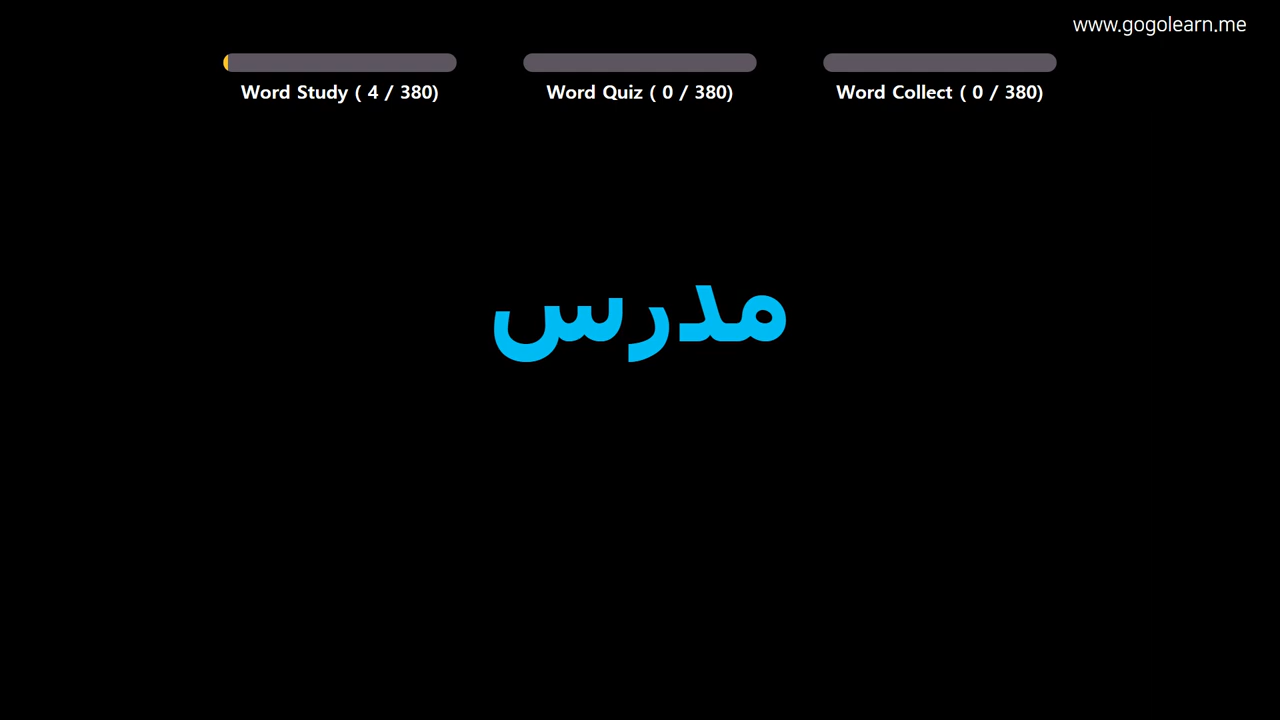 www.gogolearn.me
Word Study ( 4 / 380)
Word Quiz ( 0 / 380)
Word Collect ( 0 / 380)
مدرس